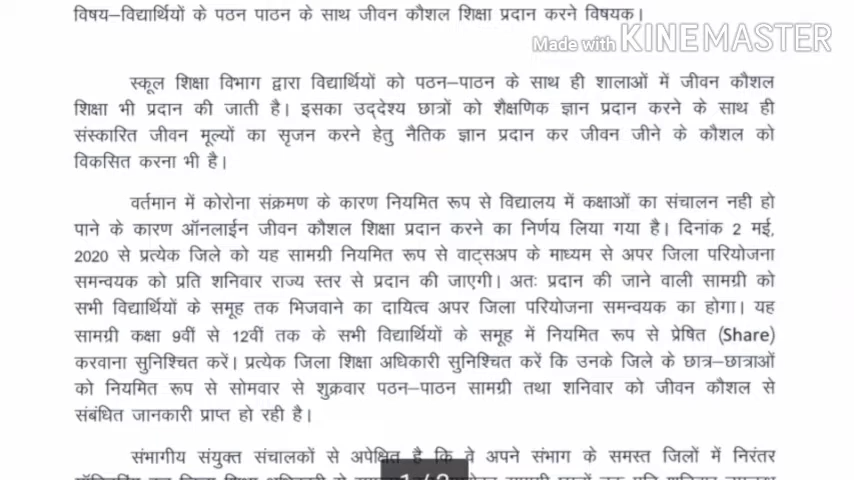 विषय–विद्यार्थियों के पठन पाठन के साथ जीवन कौशल शिक्षा प्रदान करने विषयक।
Made with KINEMASTER
स्कूल शिक्षा विभाग द्वारा विद्यार्थियों को पठन–पाठन के साथ ही शालाओं में जीवन कौशल
शिक्षा भी प्रदान की जाती है। इसका उद्देश्य छात्रों को शैक्षणिक ज्ञान प्रदान करने के साथ ही
संस्कारित जीवन मूल्यों का सृजन करने हेतु नैतिक ज्ञान प्रदान कर जीवन जीने के कौशल को
विकसित करना भी है।
वर्तमान में कोरोना संक्रमण के कारण नियमित रूप से विद्यालय में कक्षाओं का संचालन नही हो
पाने के कारण ऑनलाईन जीवन कौशल शिक्षा प्रदान करने का निर्णय लिया गया है। दिनांक 2 मई,
2020 से प्रत्येक जिले को यह सामग्री नियमित रूप से वाट्सअप के माध्यम से अपर जिला परियोजना
समन्वयक को प्रति शनिवार राज्य स्तर से प्रदान की जाएगी। अतः प्रदान की जाने वाली सामग्री को
सभी विद्यार्थियों के समूह तक भिजवाने का दायित्व अपर जिला परियोजना समन्वयक का होगा। यह
सामग्री कक्षा 9वीं से 12वीं तक के सभी विद्यार्थियों के समूह में नियमित रूप से प्रेषित (Share)
करवाना सुनिश्चित करें। प्रत्येक जिला शिक्षा अधिकारी सुनिश्चित करें कि उनके जिले के छात्र–छात्राओं
को नियमित रूप से सोमवार से शुक्रवार पठन–पाठन सामग्री तथा शनिवार को जीवन कौशल से
संबंधित जानकारी प्राप्त हो रही है।
संभागीय संयुक्त संचालकों से अपेक्षित है कि वे अपने संभाग के समस्त जिलों में निरंतर